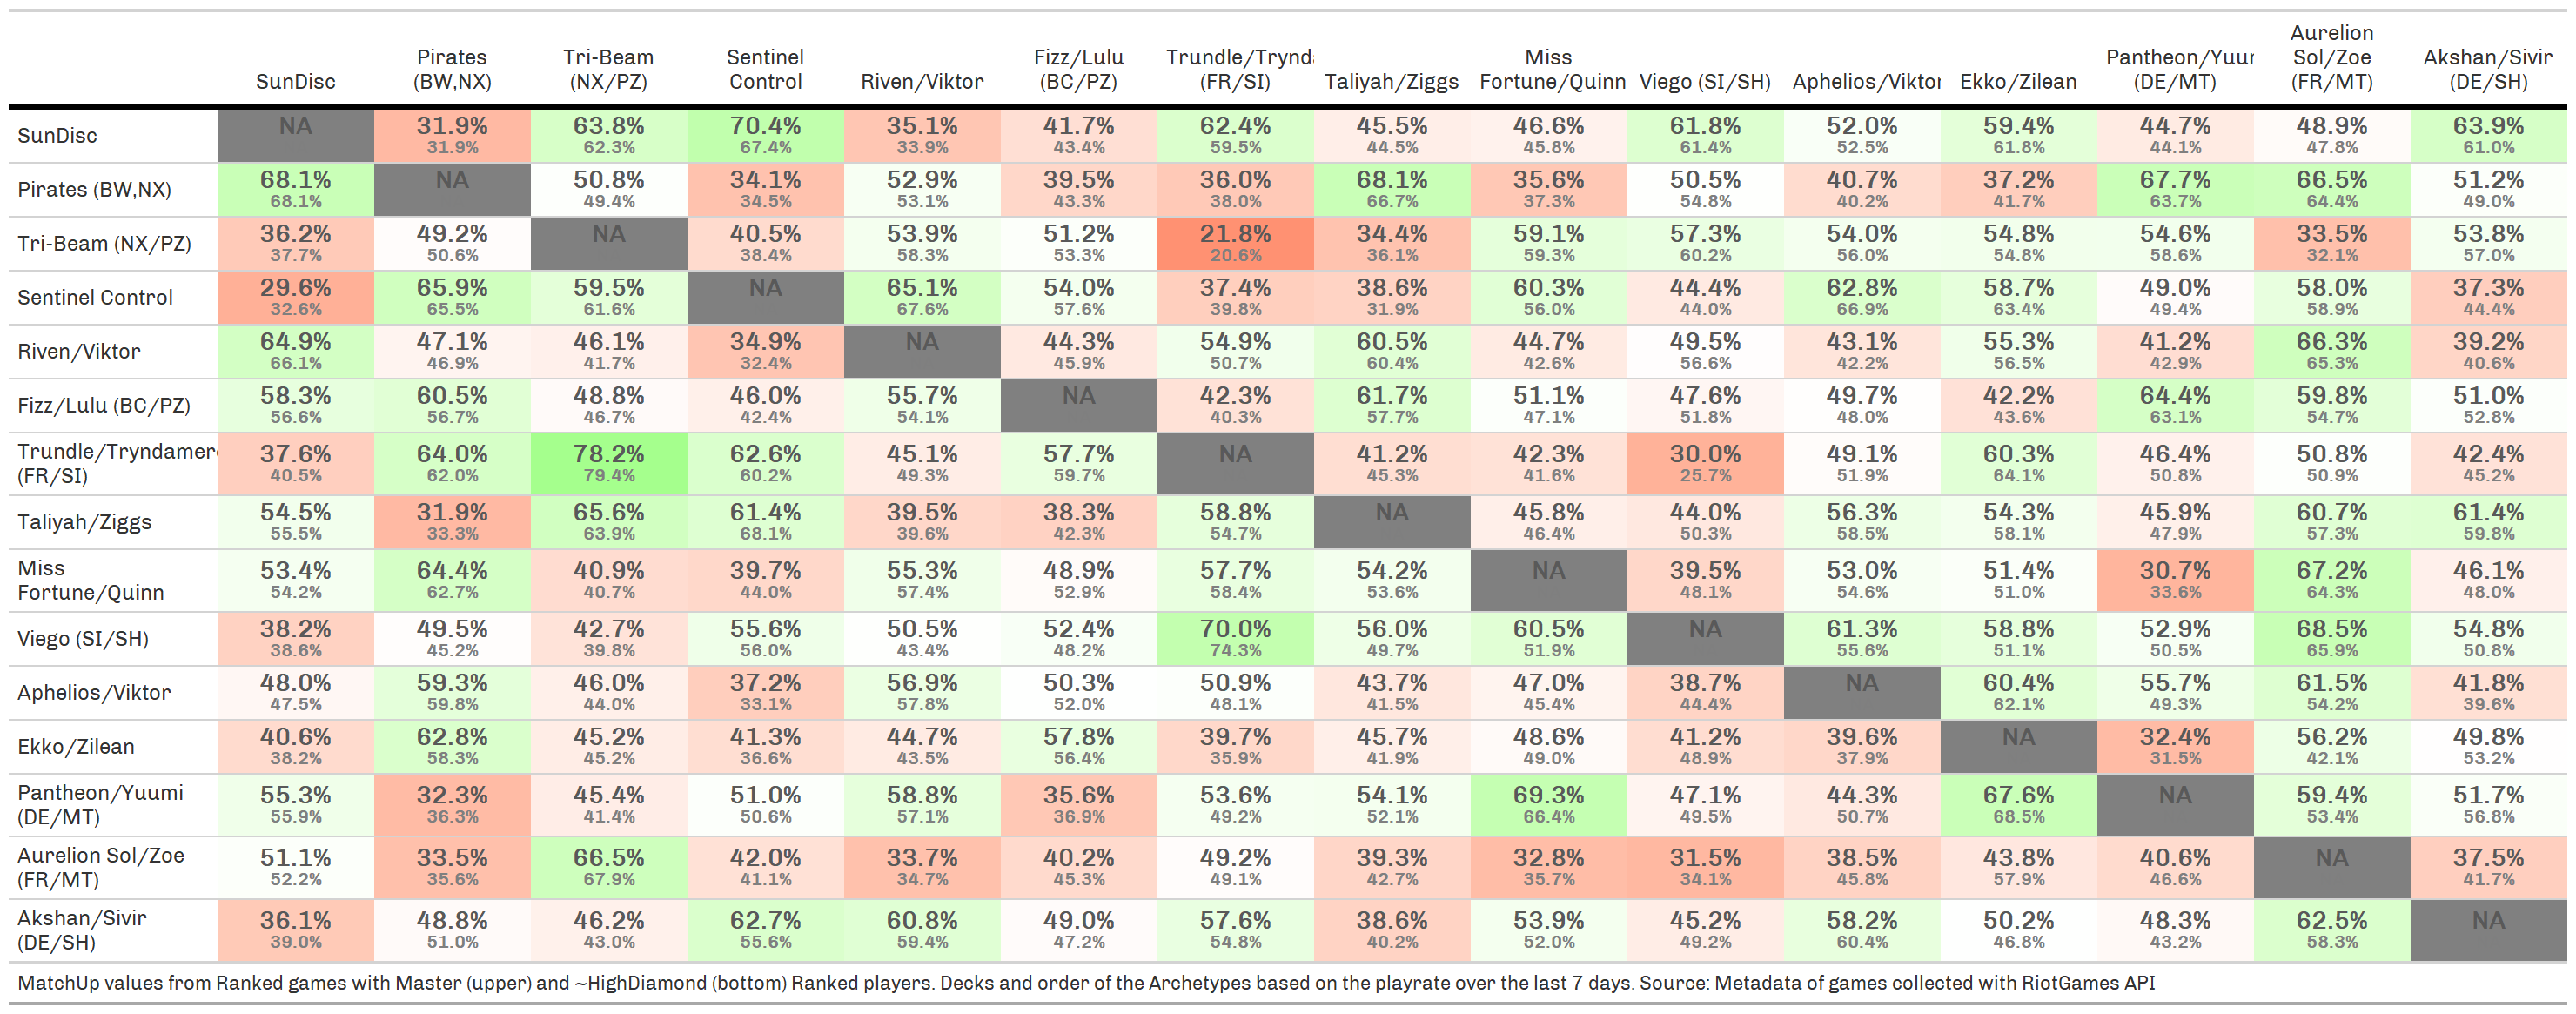 SunDisc Pirates (BW,NX) Tri-Beam (NX/PZ) Sentinel Control Riven/Viktor Fizz/Lulu (BC/PZ) Trundle/Trynda (FR/SI) Taliyah/Ziggs Miss Fortune/Quinn Viego (SI/SH) Aphelios/Viktor Ekko/Zilean Pantheon/Yuur (DE/MT) Aurelion Sol/Zoe (FR/MT) Akshan/Sivir (DE/SH)
SunDisc NA 31.9% 63.8% 70.4% 35.1% 41.7% 62.4% 45.5% 46.6% 61.8% 52.0% 59.4% 44.7% 48.9% 63.9%
31.9% 62.3% 67.4% 33.9% 43.4% 59.5% 44.5% 45.8% 61.4% 52.5% 61.8% 44.1% 47.8% 61.0%
Pirates (BW,NX) 68.1% NA 50.8% 34.1% 52.9% 39.5% 36.0% 68.1% 35.6% 50.5% 40.7% 37.2% 67.7% 66.5% 51.2%
68.1% 49.4% 34.5% 53.1% 43.3% 38.0% 66.7% 37.3% 54.8% 40.2% 41.7% 63.7% 64.4% 49.0%
Tri-Beam (NX/PZ) 36.2% 49.2% NA 40.5% 53.9% 51.2% 21.8% 34.4% 59.1% 57.3% 54.0% 54.8% 54.6% 33.5% 53.8%
37.7% 50.6% 38.4% 58.3% 53.3% 20.6% 36.1% 59.3% 60.2% 56.0% 54.8% 58.6% 32.1% 57.0%
Sentinel Control 29.6% 65.9% 59.5% NA 65.1% 54.0% 37.4% 38.6% 60.3% 44.4% 62.8% 58.7% 49.0% 58.0% 37.3%
32.6% 65.5% 61.6% 67.6% 57.6% 39.8% 31.9% 56.0% 44.0% 66.9% 63.4% 49.4% 58.9% 44.4%
Riven/Viktor 64.9% 47.1% 46.1% 34.9% NA 44.3% 54.9% 60.5% 44.7% 49.5% 43.1% 55.3% 41.2% 66.3% 39.2%
66.1% 46.9% 41.7% 32.4% 45.9% 50.7% 60.4% 42.6% 56.6% 42.2% 56.5% 42.9% 65.3% 40.6%
Fizz/Lulu (BC/PZ) 58.3% 60.5% 48.8% 46.0% 55.7% NA 42.3% 61.7% 51.1% 47.6% 49.7% 42.2% 64.4% 59.8% 51.0%
56.6% 56.7% 46.7% 42.4% 54.1% 40.3% 57.7% 47.1% 51.8% 48.0% 43.6% 63.1% 54.7% 52.8%
Trundle/Tryndamer 37.6% 64.0% 78.2% 62.6% 45.1% 57.7% NA 41.2% 42.3% 30.0% 49.1% 60.3% 46.4% 50.8% 42.4%
(FR/SI) 40.5% 62.0% 79.4% 60.2% 49.3% 59.7% 45.3% 41.6% 25.7% 51.9% 64.1% 50.8% 50.9% 45.2%
Taliyah/Ziggs 54.5% 31.9% 65.6% 61.4% 39.5% 38.3% 58.8% NA 45.8% 44.0% 56.3% 54.3% 45.9% 60.7% 61.4%
55.5% 33.3% 63.9% 68.1% 39.6% 42.3% 54.7% 46.4% 50.3% 58.5% 58.1% 47.9% 57.3% 59.8%
Miss 53.4% 64.4% 40.9% 39.7% 55.3% 48.9% 57.7% 54.2% NA 39.5% 53.0% 51.4% 30.7% 67.2% 46.1%
Fortune/Quinn 54.2% 62.7% 40.7% 44.0% 57.4% 52.9% 58.4% 53.6% 48.1% 54.6% 51.0% 33.6% 64.3% 48.0%
Viego (SI/SH) 38.2% 49.5% 42.7% 55.6% 50.5% 52.4% 70.0% 56.0% 60.5% NA 61.3% 58.8% 52.9% 68.5% 54.8%
38.6% 45.2% 39.8% 56.0% 43.4% 48.2% 74.3% 49.7% 51.9% 55.6% 51.1% 50.5% 65.9% 50.8%
Aphelios/Viktor 48.0% 59.3% 46.0% 37.2% 56.9% 50.3% 50.9% 43.7% 47.0% 38.7% NA 60.4% 55.7% 61.5% 41.8%
47.5% 59.8% 44.0% 33.1% 57.8% 52.0% 48.1% 41.5% 45.4% 44.4% 62.1% 49.3% 54.2% 39.6%
Ekko/Zilean 40.6% 62.8% 45.2% 41.3% 44.7% 57.8% 39.7% 45.7% 48.6% 41.2% 39.6% NA 32.4% 56.2% 49.8%
38.2% 58.3% 45.2% 36.6% 43.5% 56.4% 35.9% 41.9% 49.0% 48.9% 37.9% 31.5% 42.1% 53.2%
Pantheon/Yuumi 55.3% 32.3% 45.4% 51.0% 58.8% 35.6% 53.6% 54.1% 69.3% 47.1% 44.3% 67.6% NA 59.4% 51.7%
(DE/MT) 55.9% 36.3% 41.4% 50.6% 57.1% 36.9% 49.2% 52.1% 66.4% 49.5% 50.7% 68.5% 53.4% 56.8%
Aurelion Sol/Zoe 51.1% 33.5% 66.5% 42.0% 33.7% 40.2% 49.2% 39.3% 32.8% 31.5% 38.5% 43.8% 40.6% NA 37.5%
(FR/MT) 52.2% 35.6% 67.9% 41.1% 34.7% 45.3% 49.1% 42.7% 35.7% 34.1% 45.8% 57.9% 46.6% 41.7%
Akshan/Sivir 36.1% 48.8% 46.2% 62.7% 60.8% 49.0% 57.6% 38.6% 53.9% 45.2% 58.2% 50.2% 48.3% 62.5% NA
(DE/SH) 39.0% 51.0% 43.0% 55.6% 59.4% 47.2% 54.8% 40.2% 52.0% 49.2% 60.4% 46.8% 43.2% 58.3%
MatchUp values from Ranked games with Master (upper) and ~HighDiamond (bottom) Ranked players. Decks and order of the Archetypes based on the playrate over the last 7 days. Source: Metadata of games collected with RiotGames API